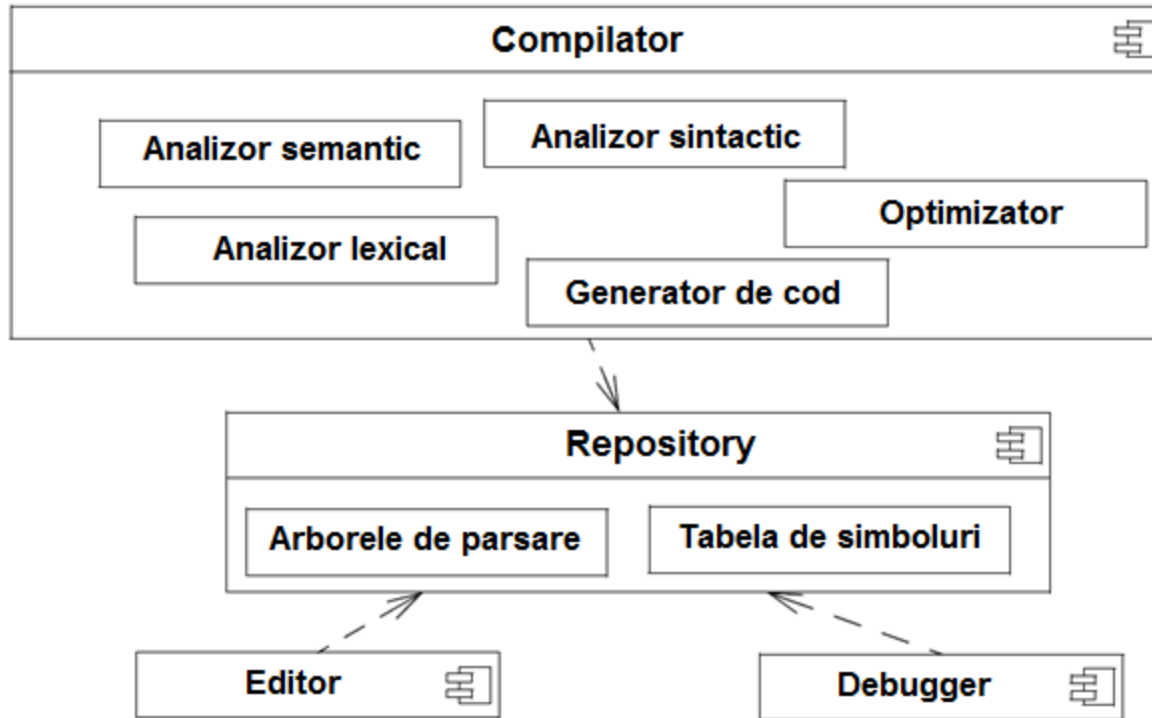 Compilator
Analizor semantic
Analizor sintactic
Optimizator
Analizor lexical
Generator de cod
Repository
Arborele de parsare
Tabela de simboluri
Editor
Debugger